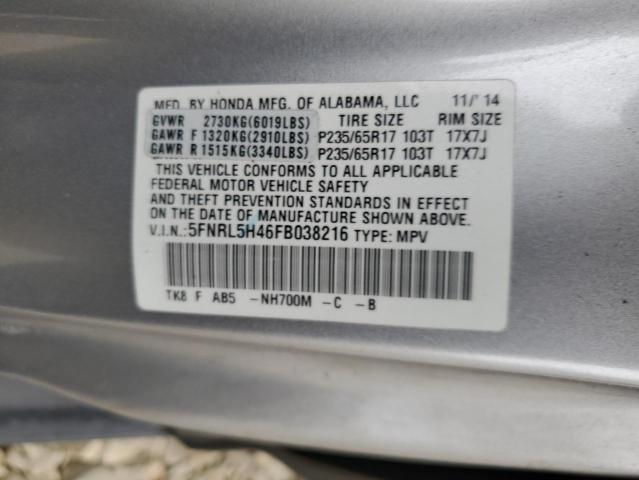 MFD. BY HONDA MFG. OF ALABAMA, LLC 11/'14
GVWR 2730KG(6019LBS) TIRE SIZE RIM SIZE
GAWR F 1320KG(2910LBS) P235/65R17 103T 17X7J
GAWR R 1515KG(3340LBS) P235/65R17 103T 17X7J
THIS VEHICLE CONFORMS TO ALL APPLICABLE
FEDERAL MOTOR VEHICLE SAFETY
AND THEFT PREVENTION STANDARDS IN EFFECT
ON THE DATE OF MANUFACTURE SHOWN ABOVE.
V.I.N.:5FNRL5H46FB038216 TYPE: MPV
TK8 F AB5 -NH700M -C -B